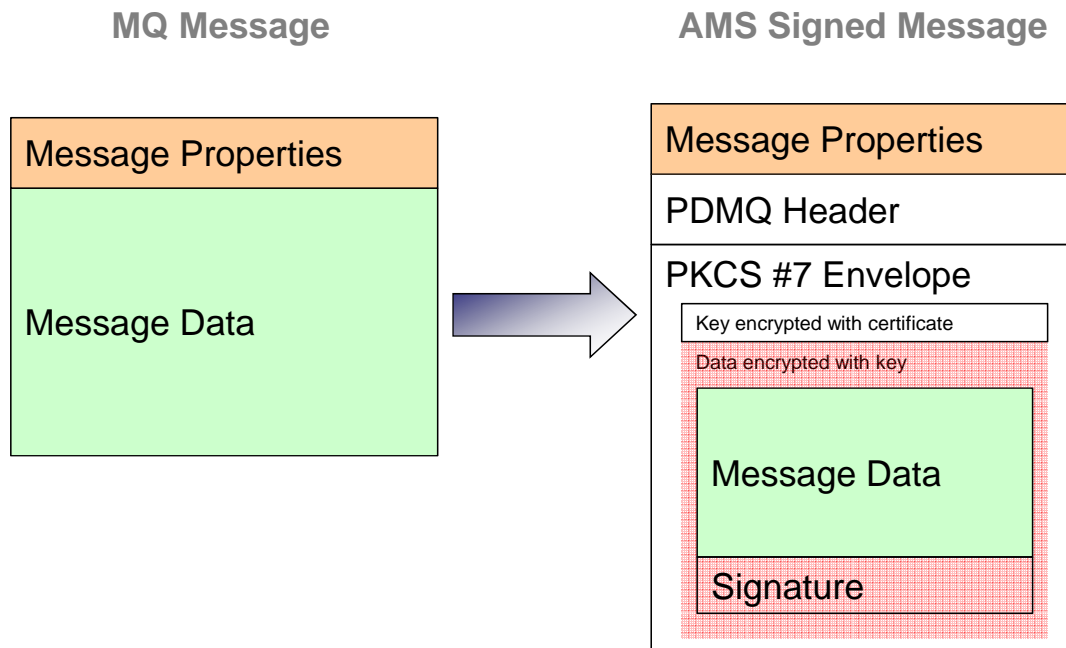 MQ Message
AMS Signed Message
Message Properties
Message Data
Message Properties
PDMQ Header
PKCS #7 Envelope
Key encrypted with certificate
Data encrypted with key
Message Data
Signature